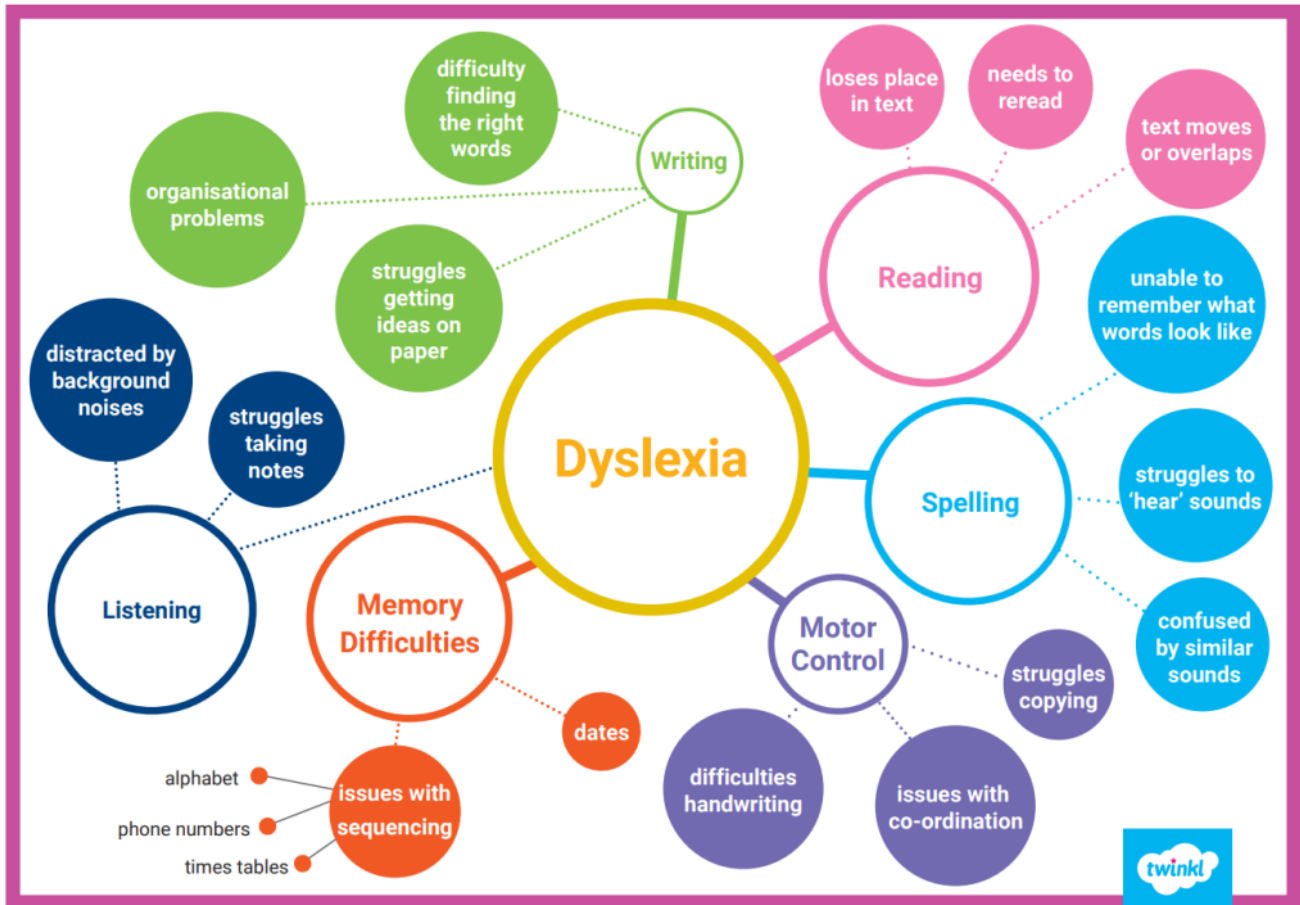 Dyslexia
Writing
difficulty
finding
the right
words
organisational
problems
struggles
getting
ideas on
paper
Reading
loses place
in text
needs to
reread
text moves
or overlaps
Spelling
unable to
remember what
words look like
struggles to
‘hear’ sounds
confused
by similar
sounds
Motor
Control
struggles
copying
issues with
co-ordination
difficulties
handwriting
Memory
Difficulties
dates
issues with
sequencing
alphabet
phone numbers
times tables
Listening
distracted by
background
noises
struggles
taking
notes
twinkl